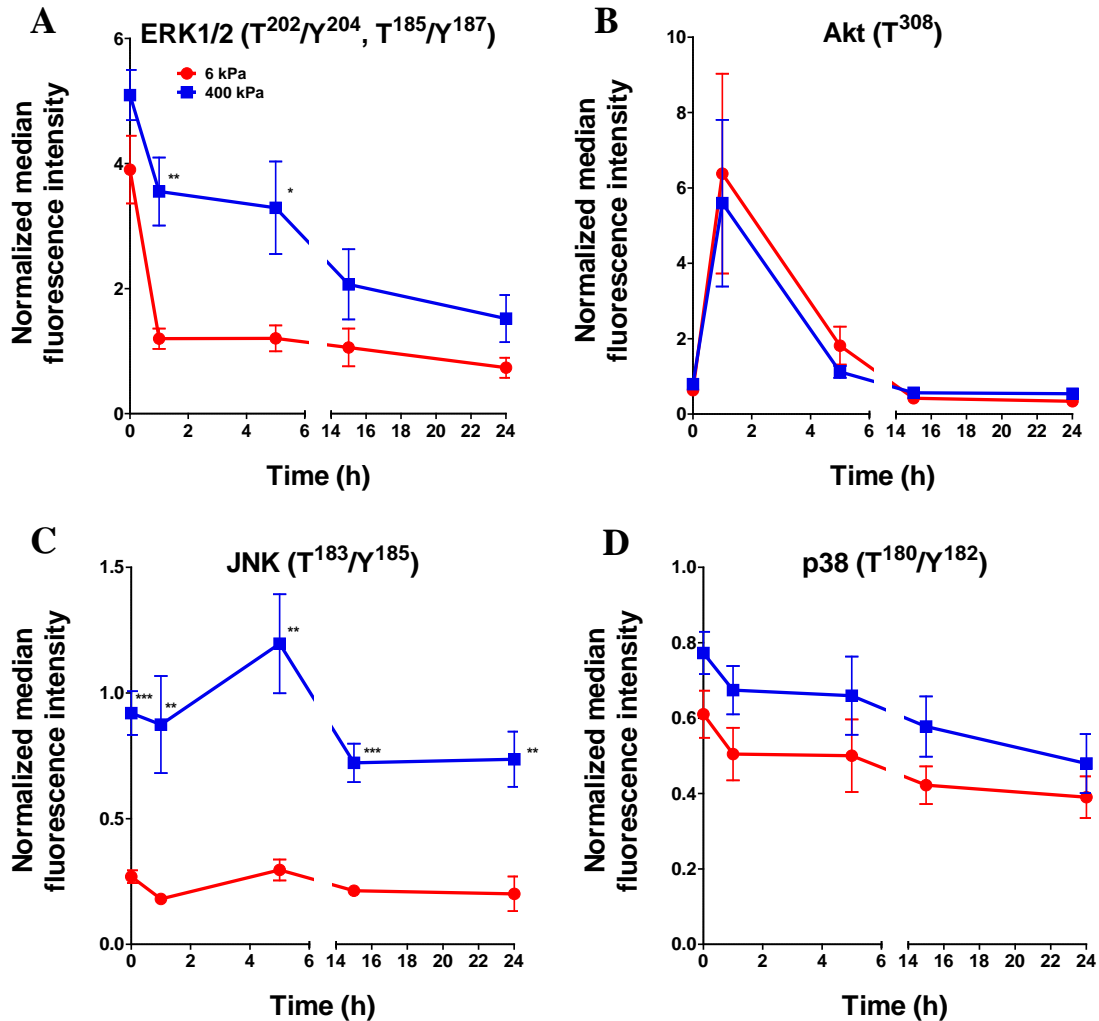 A
ERK1/2 (T202/Y204, T185/Y187)
Normalized median
fluorescence intensity
6
4
2
0
6 kPa
400 kPa
**
*
0 2 4 6 14 16 18 20 22 24
Time (h)
B
Akt (T308)
Normalized median
fluorescence intensity
10
8
6
4
2
0
0 2 4 6 14 16 18 20 22 24
Time (h)
C
JNK (T183/Y185)
Normalized median
fluorescence intensity
1.5
1.0
0.5
0.0
***
**
**
***
**
0 2 4 6 14 16 18 20 22 24
Time (h)
D
p38 (T180/Y182)
Normalized median
fluorescence intensity
1.0
0.8
0.6
0.4
0.2
0.0
0 2 4 6 14 16 18 20 22 24
Time (h)